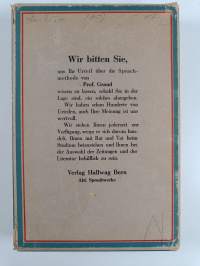 Wir bitten Sie,
uns Ihr Urteil über die Sprach-
methode von
Prof. Gnaud
wissen zu lassen, sobald Sie in der
Lage sind, ein solches abzugeben.
Wir haben schon Hunderte von
Urteilen, auch Ihre Meinung ist uns
wertvoll.
Wir stehen Ihnen jederzeit zur
Verfügung, wenn es sich darum han-
delt, Ihnen mit Rat und Tat beim
Studium beizustehen und Ihnen bei
der Auswahl der Zeitungen und der
Literatur behilflich zu sein.
Verlag Hallwag Bern
Abt. Sprachwerke